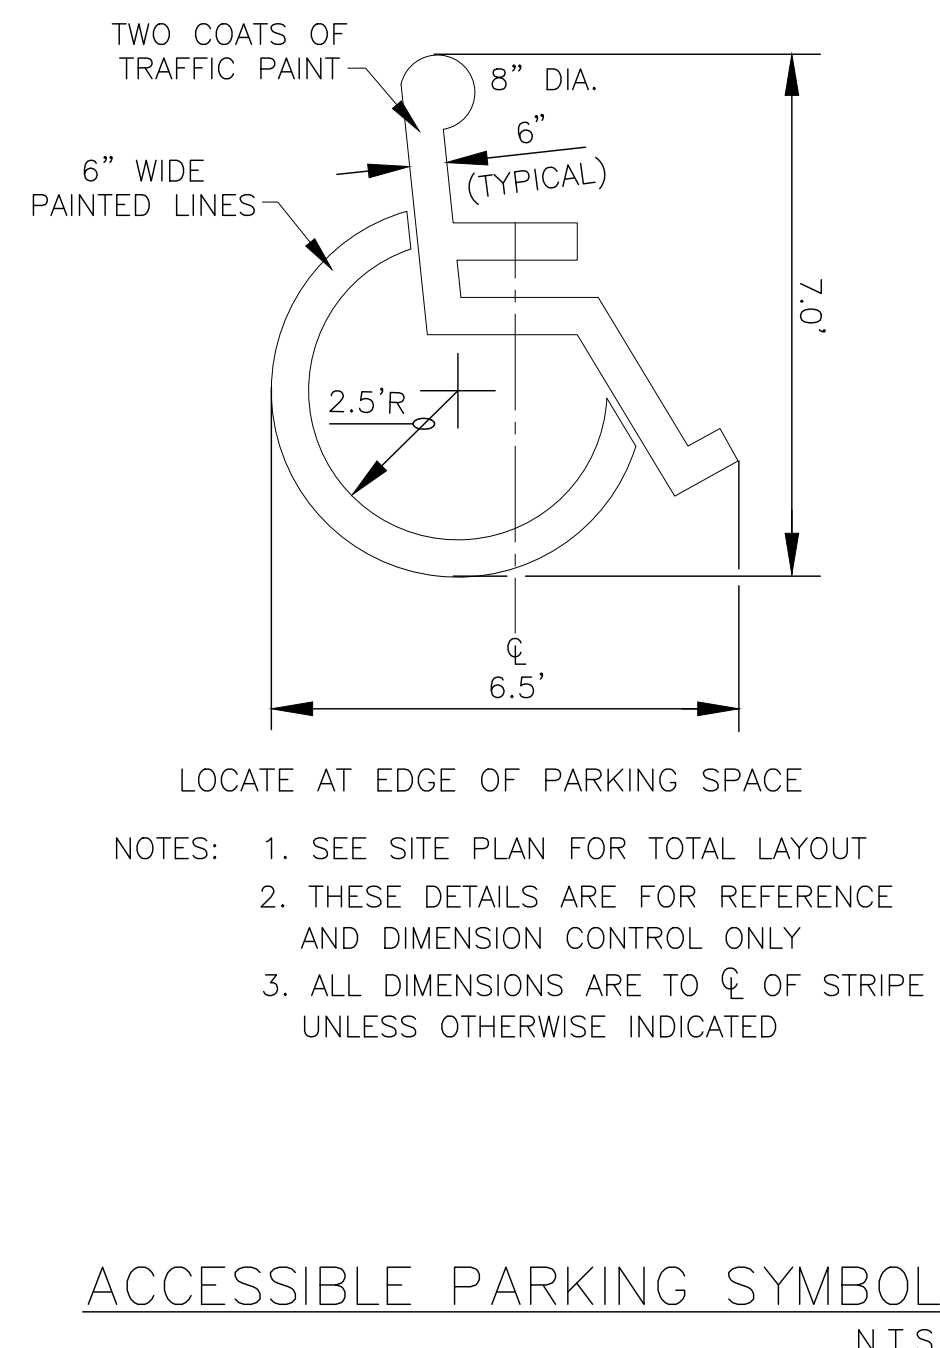 TWO COATS OF
TRAFFIC PAINT
8” DIA.
6”
(TYPICAL)
6” WIDE
PAINTED LINES
7.0’
2.5’R
℄
6.5’
LOCATE AT EDGE OF PARKING SPACE
NOTES: 1. SEE SITE PLAN FOR TOTAL LAYOUT
2. THESE DETAILS ARE FOR REFERENCE
AND DIMENSION CONTROL ONLY
3. ALL DIMENSIONS ARE TO ℄ OF STRIPE
UNLESS OTHERWISE INDICATED
ACCESSIBLE PARKING SYMBOL
N.T.S